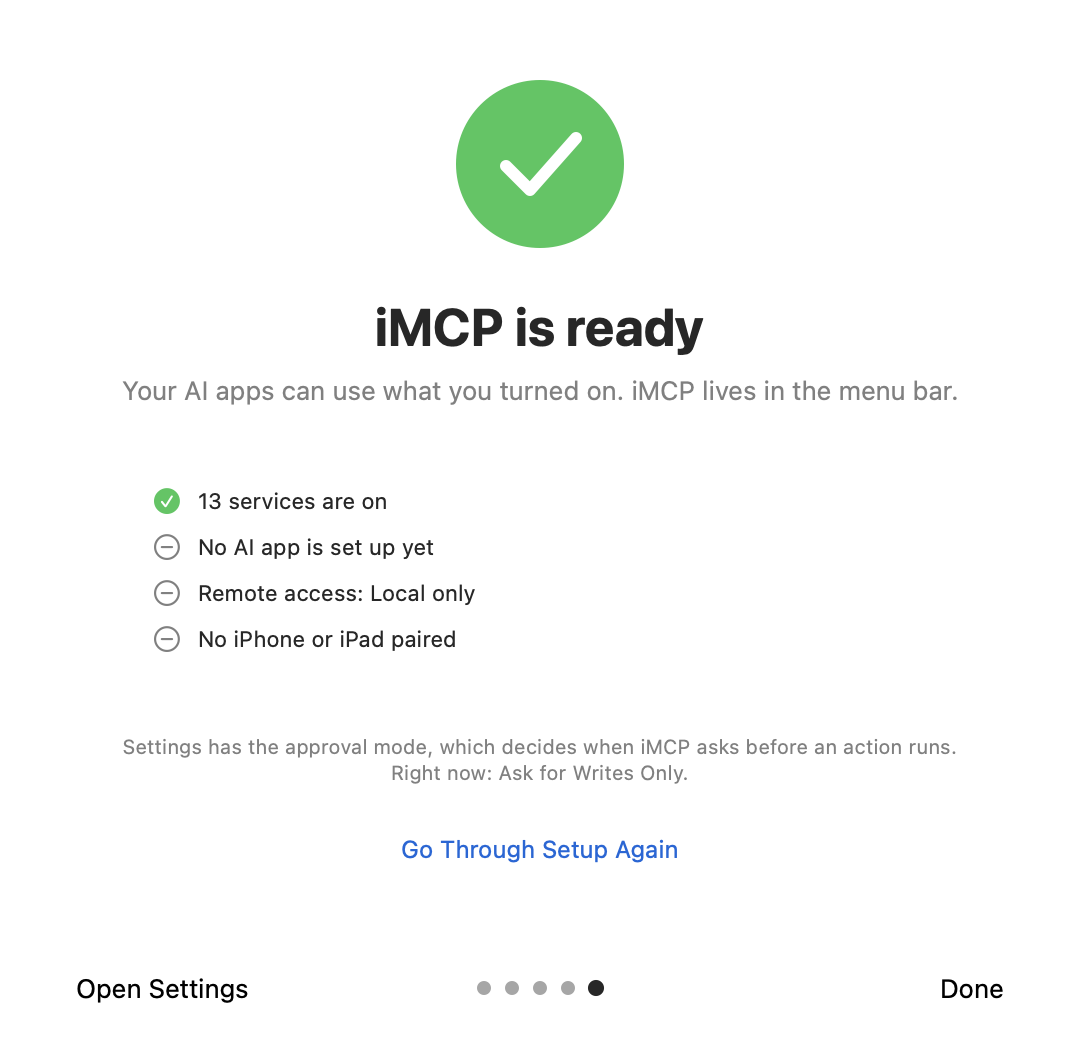 iMCP is ready
Your AI apps can use what you turned on. iMCP lives in the menu bar.
13 services are on
No AI app is set up yet
Remote access: Local only
No iPhone or iPad paired
Settings has the approval mode, which decides when iMCP asks before an action runs.
Right now: Ask for Writes Only.
Go Through Setup Again
Open Settings
Done